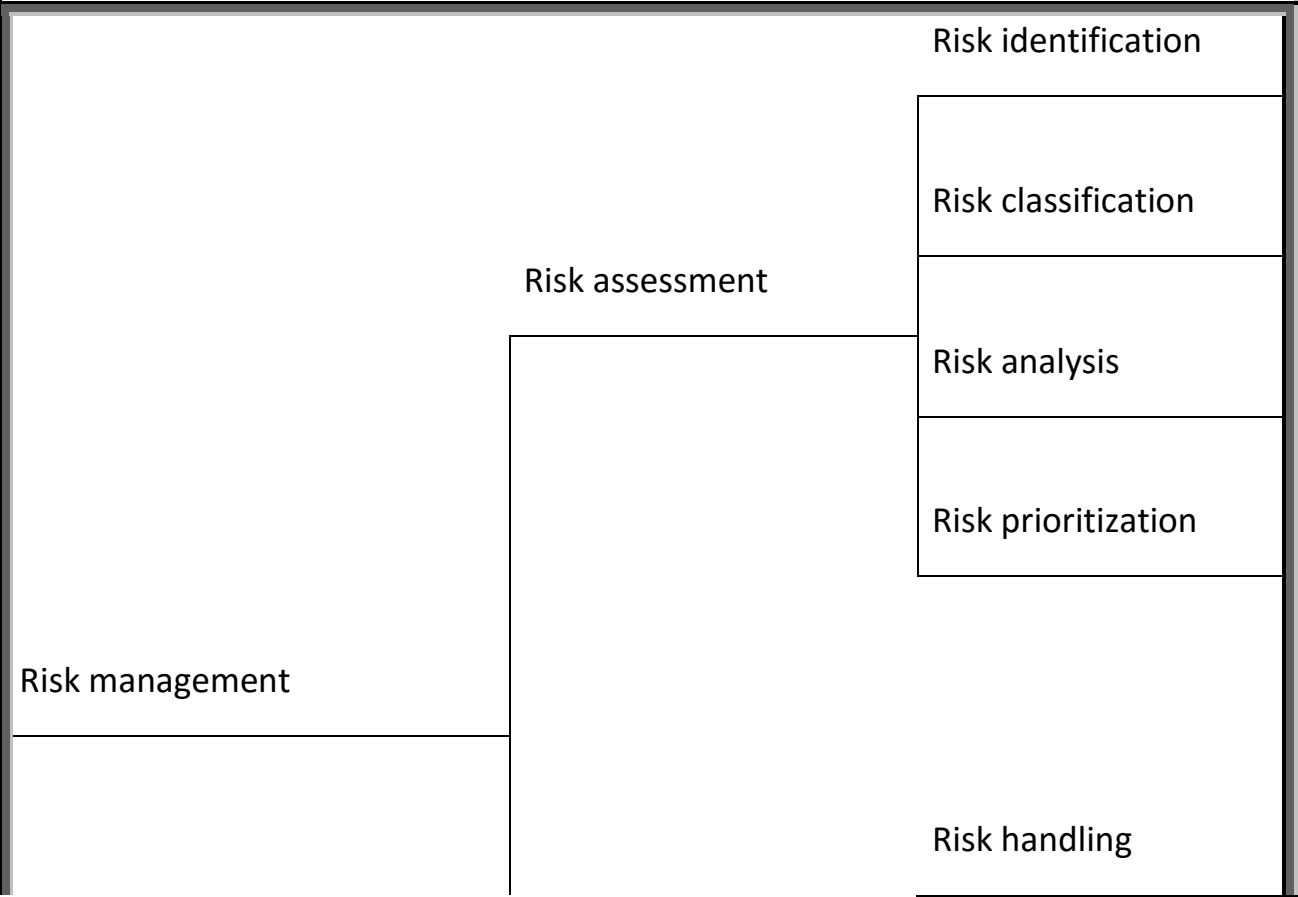 Risk identification
Risk classification
Risk assessment
Risk analysis
Risk prioritization
Risk management
Risk handling